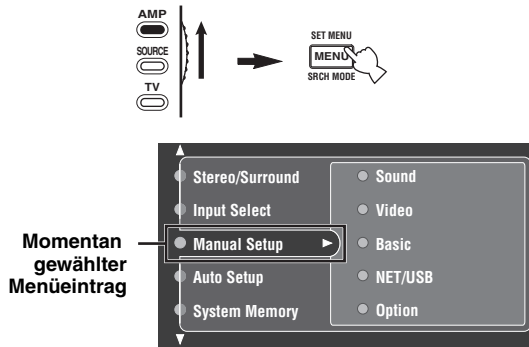 AMP
SOURCE
TV
SET MENU
MENU
SRCH MODE
Stereo/Surround
Input Select
Manual Setup
Auto Setup
System Memory
Sound
Video
Basic
NET/USB
Option
Momentan
gewählter
Menüeintrag